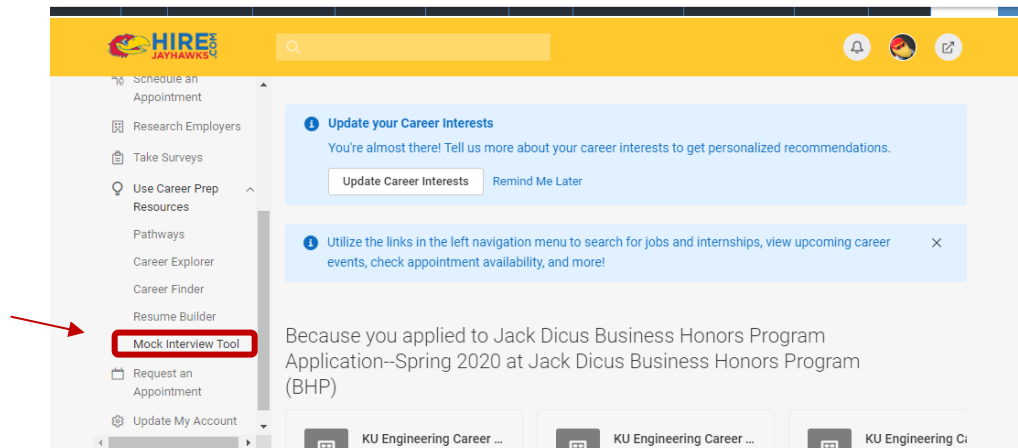 HIRE
JAYHAWKS.COM
Schedule an
Appointment
Research Employers
Take Surveys
Use Career Prep
Resources
Pathways
Career Explorer
Career Finder
Resume Builder
Mock Interview Tool
Request an
Appointment
Update My Account
Update your Career Interests
You're almost there! Tell us more about your career interests to get personalized recommendations.
Update Career Interests Remind Me Later
Utilize the links in the left navigation menu to search for jobs and internships, view upcoming career
events, check appointment availability, and more!
Because you applied to Jack Dicus Business Honors Program
Application--Spring 2020 at Jack Dicus Business Honors Program
(BHP)
KU Engineering Career ...
KU Engineering Career ...
KU Engineering